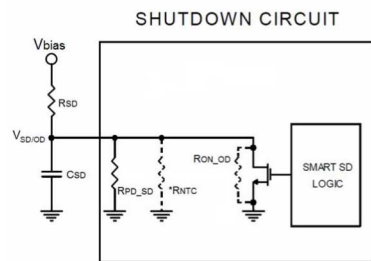 SHUTDOWN CIRCUIT
Vbias
RSD
VSD/OD
CSD
RPD_SD
*RNTC
RON_OD
SMART SD
LOGIC